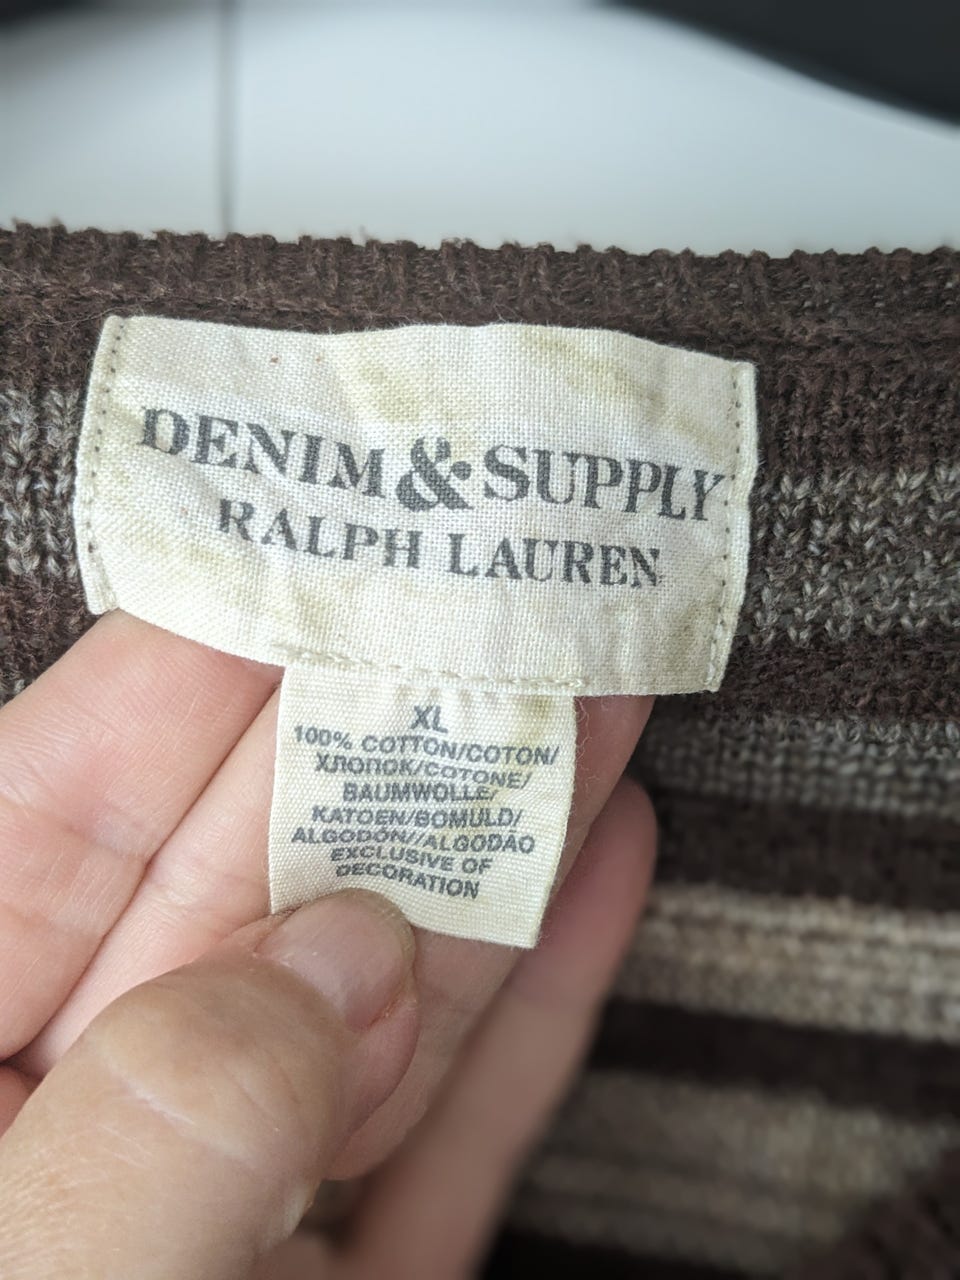 DENIM & SUPPLY
RALPH LAUREN
XL
100% COTTON/COTON/
ХЛОПОК/COTONE/
BAUMWOLLE/
KATOEN/BOMULD/
ALGODÓN//ALGODÃO
EXCLUSIVE OF
DECORATION